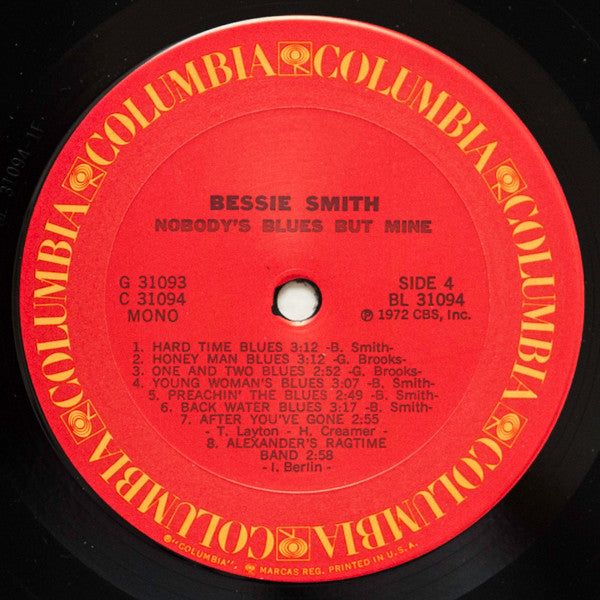 COLUMBIA COLUMBIA COLUMBIA COLUMBIA COLUMBIA COLUMBIA
BESSIE SMITH
NOBODY'S BLUES BUT MINE
G 31093
C 31094
MONO
SIDE 4
BL 31094
℗ 1972 CBS, Inc.
1. HARD TIME BLUES 3:12 -B. Smith-
2. HONEY MAN BLUES 3:12 -G. Brooks-
3. ONE AND TWO BLUES 2:52 -G. Brooks-
4. YOUNG WOMAN'S BLUES 3:07 -B. Smith-
5. PREACHIN' THE BLUES 2:49 -B. Smith-
6. BACK WATER BLUES 3:17 -B. Smith-
7. AFTER YOU'VE GONE 2:55
- T. Layton - H. Creamer -
8. ALEXANDER'S RAGTIME
BAND 2:58
- I. Berlin -
®"COLUMBIA", MARCAS REG. PRINTED IN U.S.A.
31094-1F